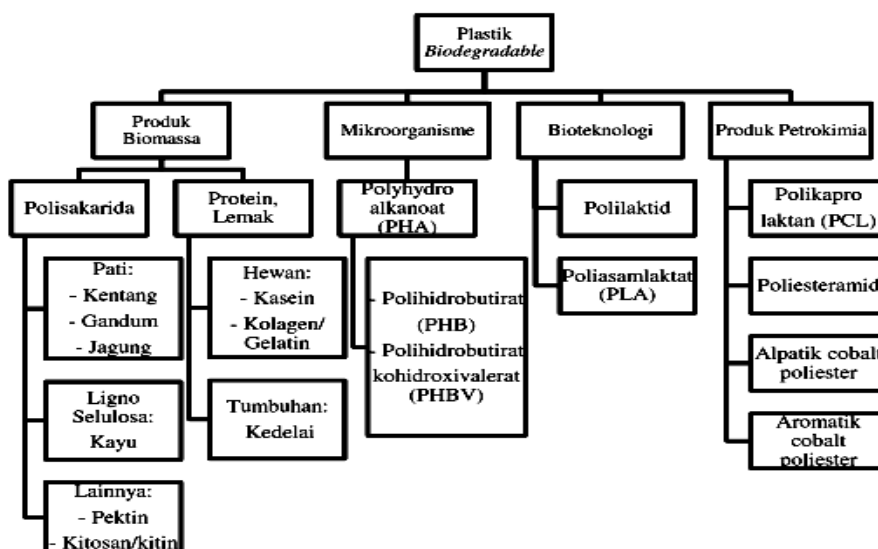 Plastik
Biodegradable
Produk
Biomassa
Mikroorganisme
Bioteknologi
Produk Petrokimia
Polisakarida
Protein,
Lemak
Polyhydro
alkanoat
(PHA)
Polilaktid
Polikapro
laktan (PCL)
Pati:
- Kentang
- Gandum
- Jagung
Hewan:
- Kasein
- Kolagen/
Gelatin
- Polihidrobutirat
(PHB)
- Polihidrobutirat
kohidroxivalerat
(PHBV)
Poliasamlaktat
(PLA)
Poliesteramid
Ligno
Selulosa:
Kayu
Tumbuhan:
Kedelai
Alpatik cobalt
poliester
Aromatik
cobalt
poliester
Lainnya:
- Pektin
- Kitosan/kitin